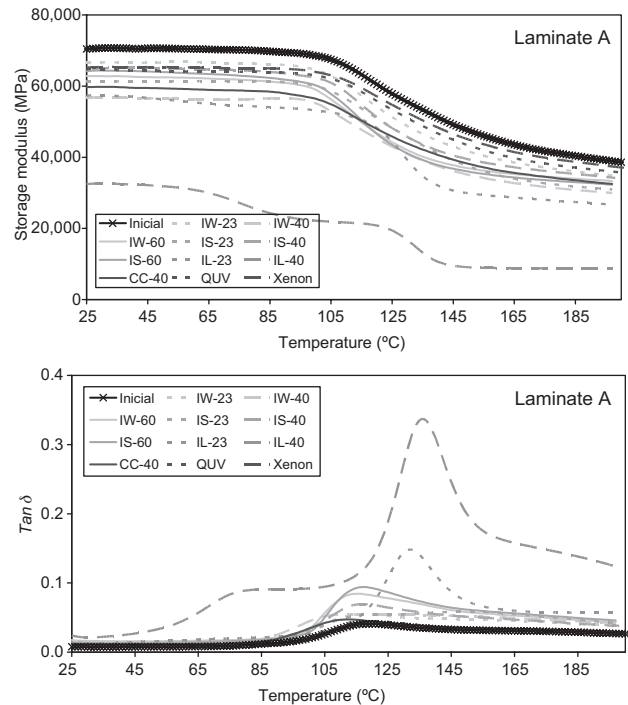 80,000
Laminate A
60,000
40,000
20,000
0
Storage modulus (MPa)
Inicial IW-23 IW-40
IW-60 IS-23 IS-40
IS-60 IL-23 IL-40
CC-40 QUV Xenon
25 45 65 85 105 125 145 165 185
Temperature (ºC)
0.4
Laminate A
0.3
0.2
0.1
0.0
Tan δ
Inicial IW-23 IW-40
IW-60 IS-23 IS-40
IS-60 IL-23 IL-40
CC-40 QUV Xenon
25 45 65 85 105 125 145 165 185
Temperature (ºC)